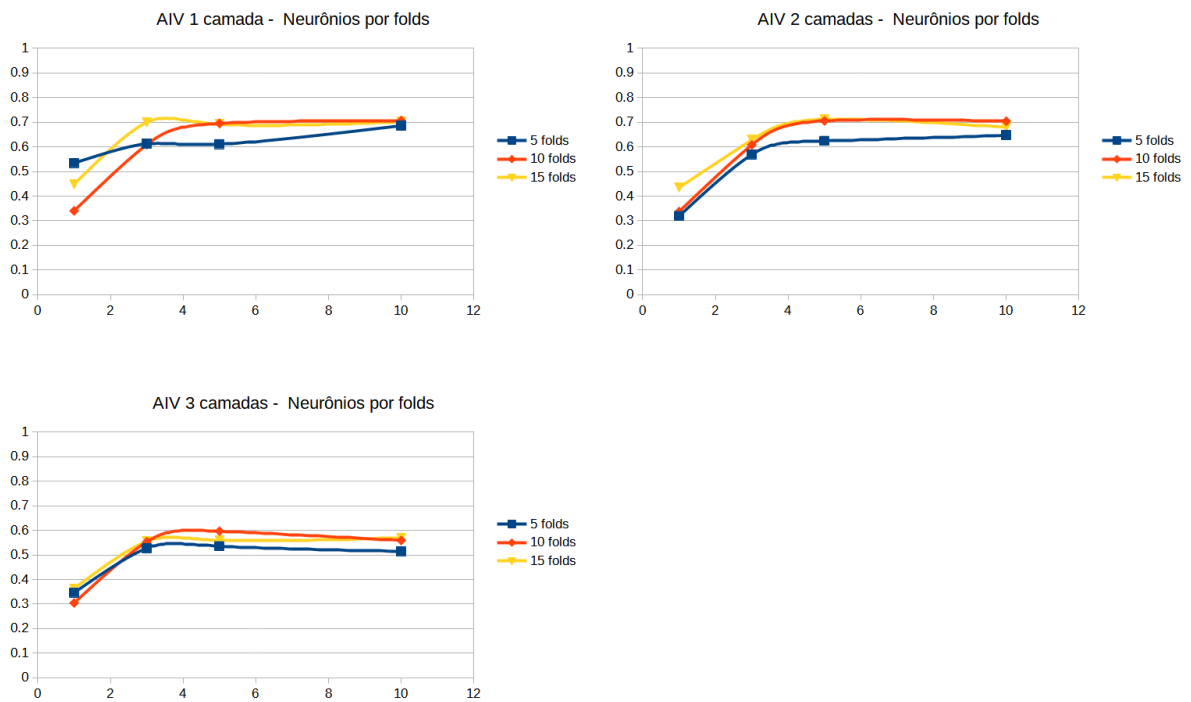 AIV 1 camada -  Neurônios por folds
1
0.9
0.8
0.7
0.6
0.5
0.4
0.3
0.2
0.1
0
0 2 4 6 8 10 12
5 folds
10 folds
15 folds
AIV 2 camadas -  Neurônios por folds
1
0.9
0.8
0.7
0.6
0.5
0.4
0.3
0.2
0.1
0
0 2 4 6 8 10 12
5 folds
10 folds
15 folds
AIV 3 camadas -  Neurônios por folds
1
0.9
0.8
0.7
0.6
0.5
0.4
0.3
0.2
0.1
0
0 2 4 6 8 10 12
5 folds
10 folds
15 folds